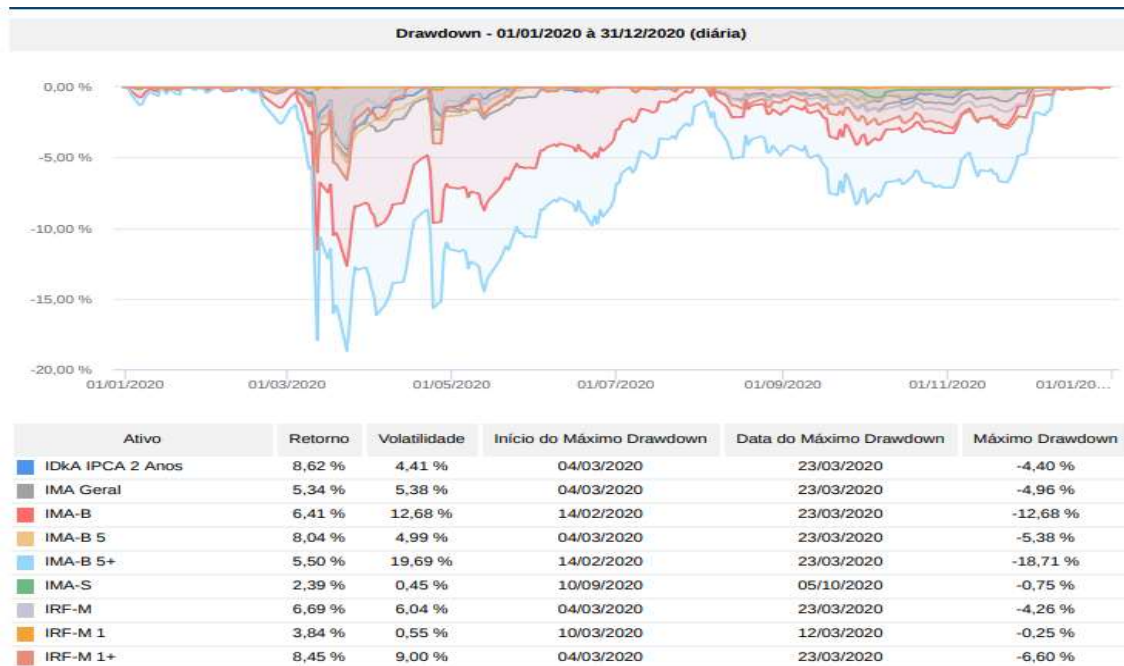 Drawdown - 01/01/2020 à 31/12/2020 (diária)
0,00 %
-5,00 %
-10,00 %
-15,00 %
-20,00 %
01/01/2020 01/03/2020 01/05/2020 01/07/2020 01/09/2020 01/11/2020 01/01/20...
Ativo Retorno Volatilidade Início do Máximo Drawdown Data do Máximo Drawdown Máximo Drawdown
IDkA IPCA 2 Anos 8,62 % 4,41 % 04/03/2020 23/03/2020 -4,40 %
IMA Geral 5,34 % 5,38 % 04/03/2020 23/03/2020 -4,96 %
IMA-B 6,41 % 12,68 % 14/02/2020 23/03/2020 -12,68 %
IMA-B 5 8,04 % 4,99 % 04/03/2020 23/03/2020 -5,38 %
IMA-B 5+ 5,50 % 19,69 % 14/02/2020 23/03/2020 -18,71 %
IMA-S 2,39 % 0,45 % 10/09/2020 05/10/2020 -0,75 %
IRF-M 6,69 % 6,04 % 04/03/2020 23/03/2020 -4,26 %
IRF-M 1 3,84 % 0,55 % 10/03/2020 12/03/2020 -0,25 %
IRF-M 1+ 8,45 % 9,00 % 04/03/2020 23/03/2020 -6,60 %